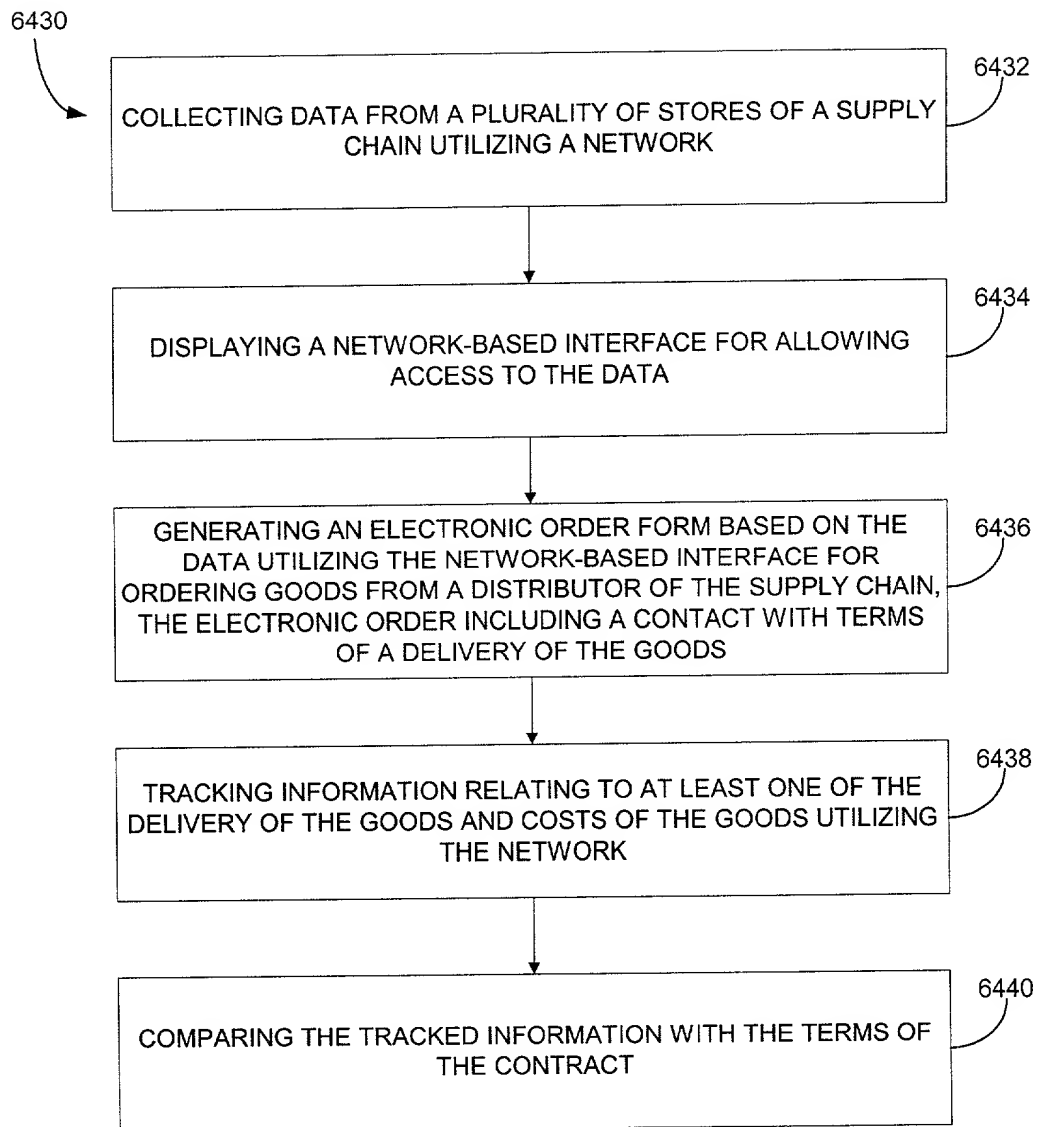 6430
6432
COLLECTING DATA FROM A PLURALITY OF STORES OF A SUPPLY
CHAIN UTILIZING A NETWORK
6434
DISPLAYING A NETWORK-BASED INTERFACE FOR ALLOWING
ACCESS TO THE DATA
6436
GENERATING AN ELECTRONIC ORDER FORM BASED ON THE
DATA UTILIZING THE NETWORK-BASED INTERFACE FOR
ORDERING GOODS FROM A DISTRIBUTOR OF THE SUPPLY CHAIN,
THE ELECTRONIC ORDER INCLUDING A CONTACT WITH TERMS
OF A DELIVERY OF THE GOODS
6438
TRACKING INFORMATION RELATING TO AT LEAST ONE OF THE
DELIVERY OF THE GOODS AND COSTS OF THE GOODS UTILIZING
THE NETWORK
6440
COMPARING THE TRACKED INFORMATION WITH THE TERMS OF
THE CONTRACT